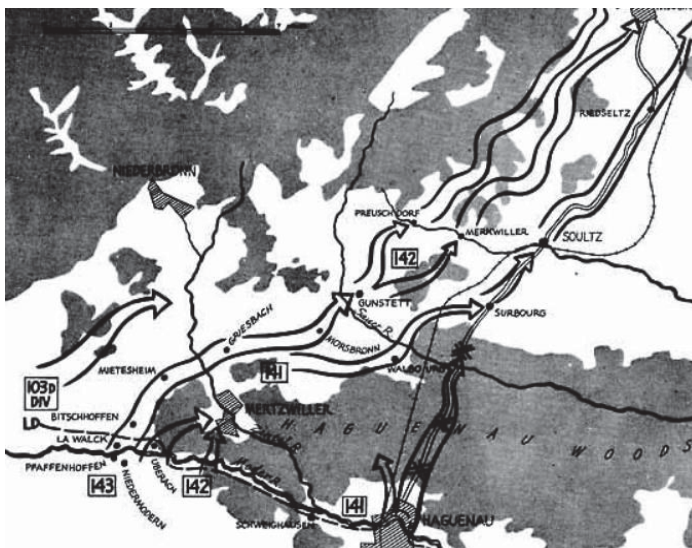 RIEDSELTZ
NIEDERBRONN
PREUSCHDORF
MERKWILLER
SOULTZ
142
GUNSTETT
SURBOURG
Sauer R.
GRIESBACH
MORSBRONN
MIETESHEIM
141
WALBOURG
103D
DIV
MERTZWILLER
BITSCHHOFFEN
LD
HAGUENAU WOODS
LA WALCK
PFAFFENHOFFEN
UBERACH
Moder R.
143
NIEDERMODERN
142
141
SCHWEIGHAUSEN
HAGUENAU